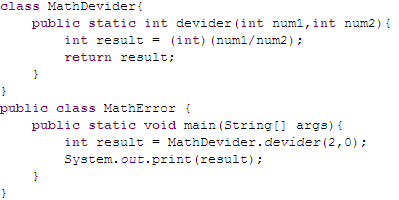 class MathDevider{
    public static int devider(int num1,int num2){
        int result = (int)(num1/num2);
        return result;
    }
}
public class MathError {
    public static void main(String[] args){
        int result = MathDevider.devider(2,0);
        System.out.print(result);
    }
}